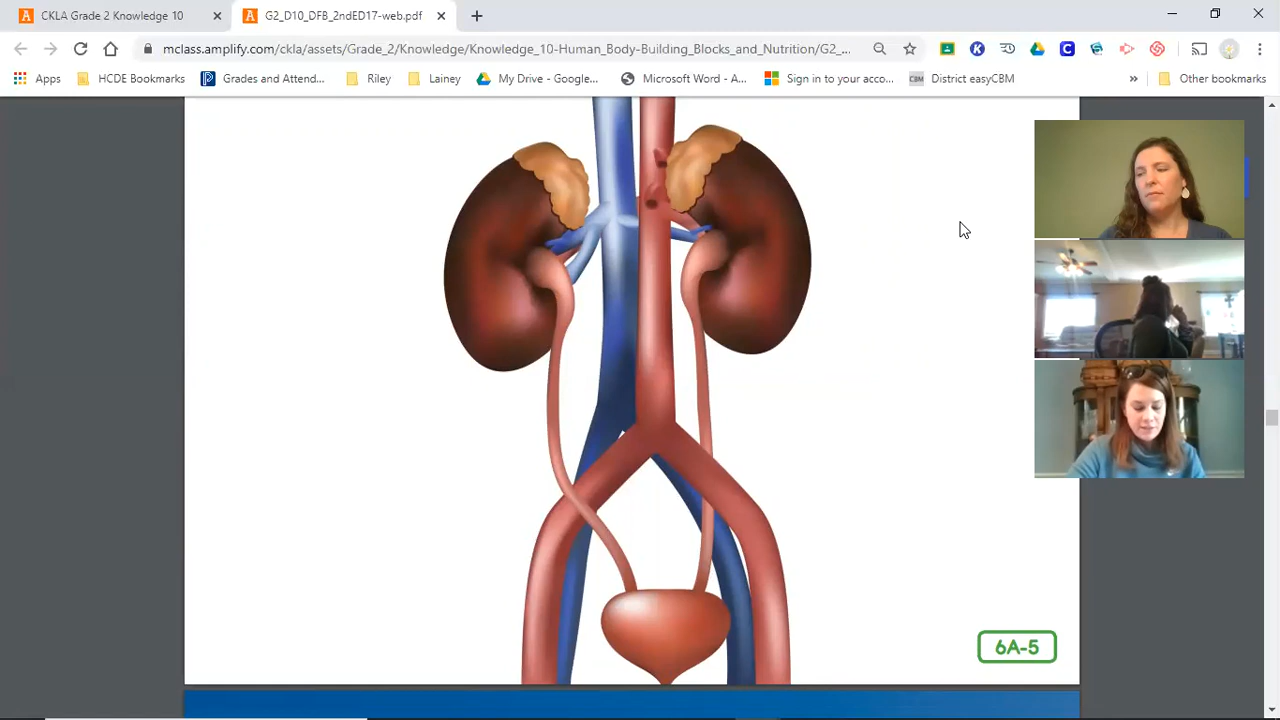 CKLA Grade 2 Knowledge 10
G2_D10_DFB_2ndED17-web.pdf
mclass.amplify.com/ckla/assets/Grade_2/Knowledge/Knowledge_10-Human_Body-Building_Blocks_and_Nutrition/G2_...
Apps HCDE Bookmarks Grades and Attend... Riley Lainey My Drive - Google... Microsoft Word - A... Sign in to your acco... CBM District easyCBM » Other bookmarks
6A-5